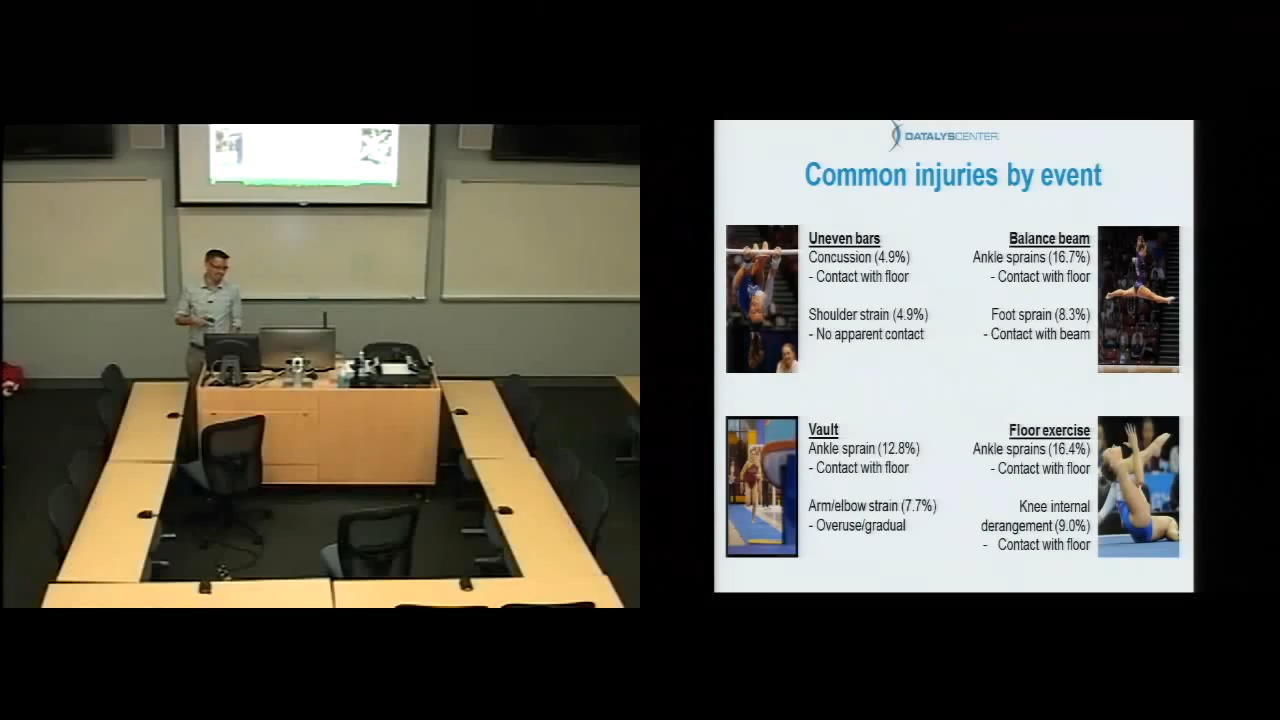 DATALYSCENTER
Common injuries by event
Uneven bars
Concussion (4.9%)
- Contact with floor
Shoulder strain (4.9%)
- No apparent contact
Balance beam
Ankle sprains (16.7%)
- Contact with floor
Foot sprain (8.3%)
- Contact with beam
Vault
Ankle sprain (12.8%)
- Contact with floor
Arm/elbow strain (7.7%)
- Overuse/gradual
Floor exercise
Ankle sprains (16.4%)
- Contact with floor
Knee internal
derangement (9.0%)
- Contact with floor